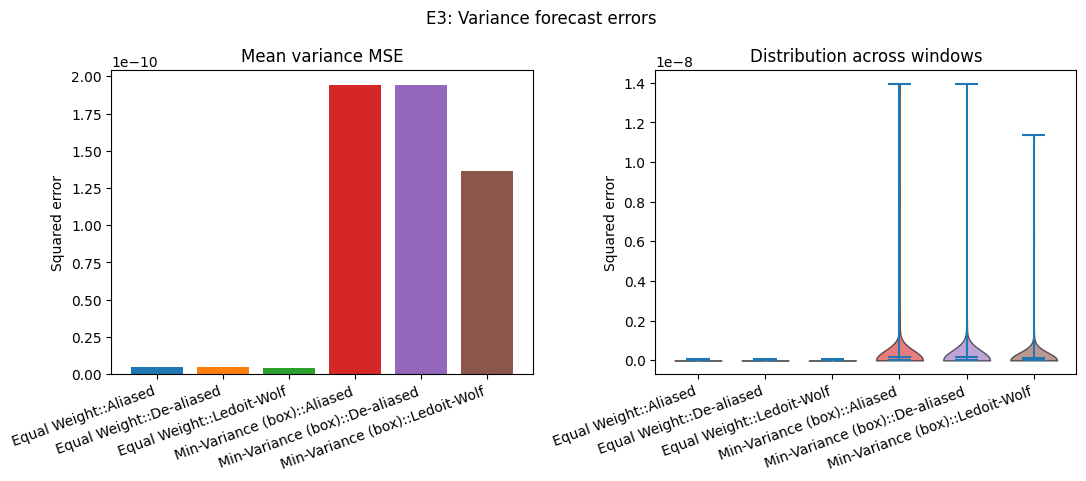 E3: Variance forecast errors
Mean variance MSE
1e−10
Squared error
2.00
1.75
1.50
1.25
1.00
0.75
0.50
0.25
0.00
Equal Weight::Aliased
Equal Weight::De-aliased
Equal Weight::Ledoit-Wolf
Min-Variance (box)::Aliased
Min-Variance (box)::De-aliased
Min-Variance (box)::Ledoit-Wolf
Distribution across windows
1e−8
Squared error
1.4
1.2
1.0
0.8
0.6
0.4
0.2
0.0
Equal Weight::Aliased
Equal Weight::De-aliased
Equal Weight::Ledoit-Wolf
Min-Variance (box)::Aliased
Min-Variance (box)::De-aliased
Min-Variance (box)::Ledoit-Wolf